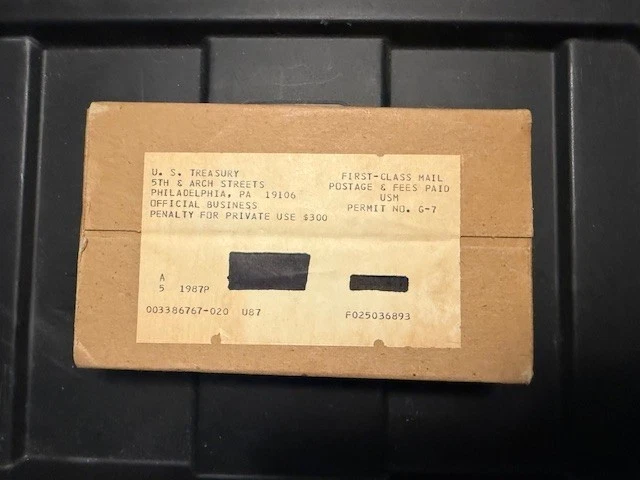 U. S. TREASURY
5TH & ARCH STREETS
PHILADELPHIA, PA 19106
OFFICIAL BUSINESS
PENALTY FOR PRIVATE USE $300
FIRST-CLASS MAIL
POSTAGE & FEES PAID
USM
PERMIT NO. G-7
A
5 1987P
003386767-020 U87
F025036893